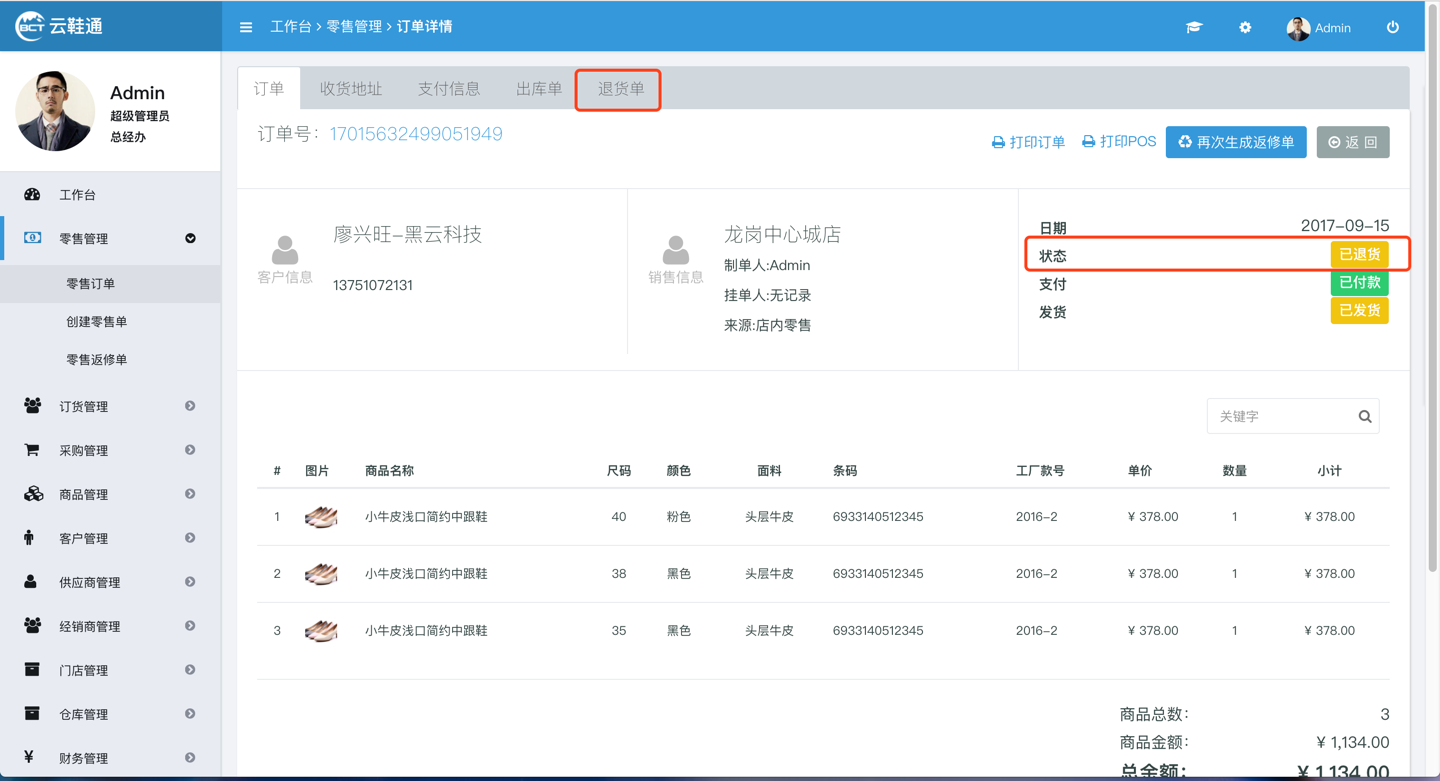 BCT 云鞋通
工作台 > 零售管理 > 订单详情
Admin
Admin
超级管理员
总经办
工作台
零售管理
零售订单
创建零售单
零售返修单
订货管理
采购管理
商品管理
客户管理
供应商管理
经销商管理
门店管理
仓库管理
¥ 财务管理
订单 收货地址 支付信息 出库单 退货单
订单号: 17015632499051949
打印订单 打印POS 再次生成返修单 返 回
客户信息
廖兴旺-黑云科技
13751072131
销售信息
龙岗中心城店
制单人:Admin
挂单人:无记录
来源:店内零售
日期 2017-09-15
状态 已退货
支付 已付款
发货 已发货
关键字
# 图片 商品名称 尺码 颜色 面料 条码 工厂款号 单价 数量 小计
1 小牛皮浅口简约中跟鞋 40 粉色 头层牛皮 6933140512345 2016-2 ¥ 378.00 1 ¥ 378.00
2 小牛皮浅口简约中跟鞋 38 黑色 头层牛皮 6933140512345 2016-2 ¥ 378.00 1 ¥ 378.00
3 小牛皮浅口简约中跟鞋 35 黑色 头层牛皮 6933140512345 2016-2 ¥ 378.00 1 ¥ 378.00
商品总数: 3
商品金额: ¥ 1,134.00
总金额: ¥ 1,134.00